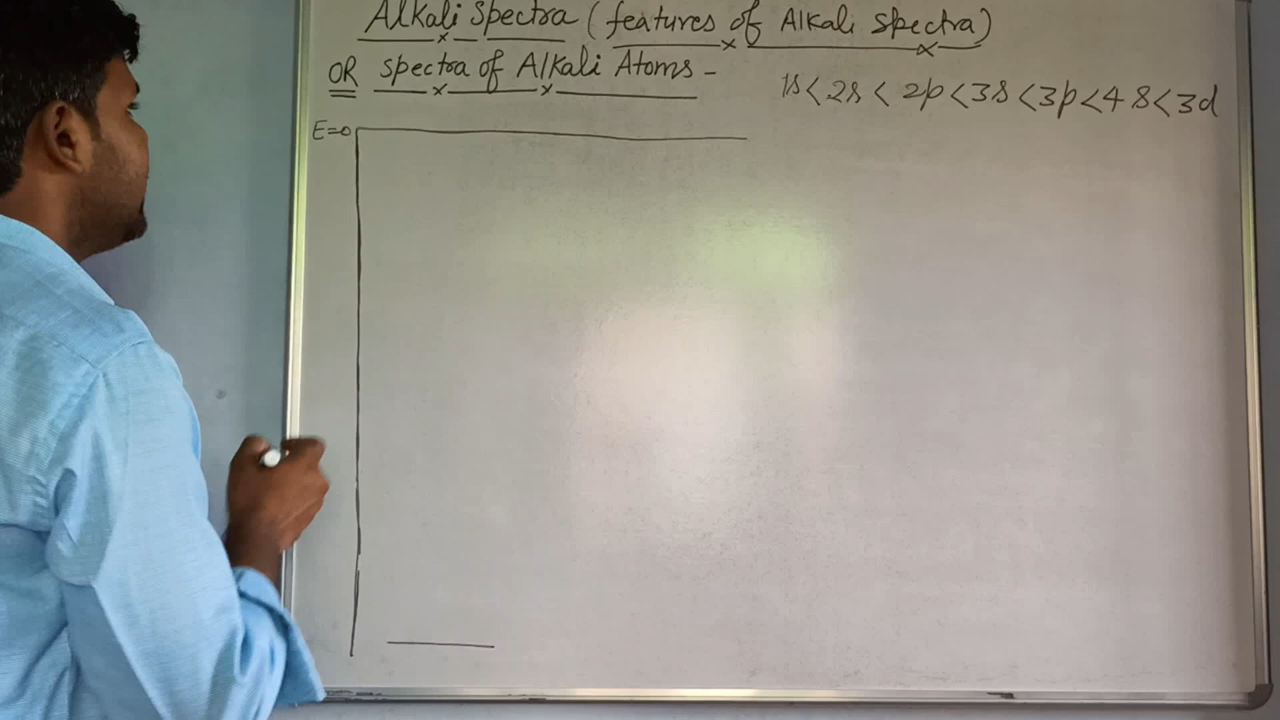 Alkali spectra (features of Alkali spectra)
OR spectra of Alkali Atoms -
1s < 2s < 2p < 3s < 3p < 4s < 3d
E=0